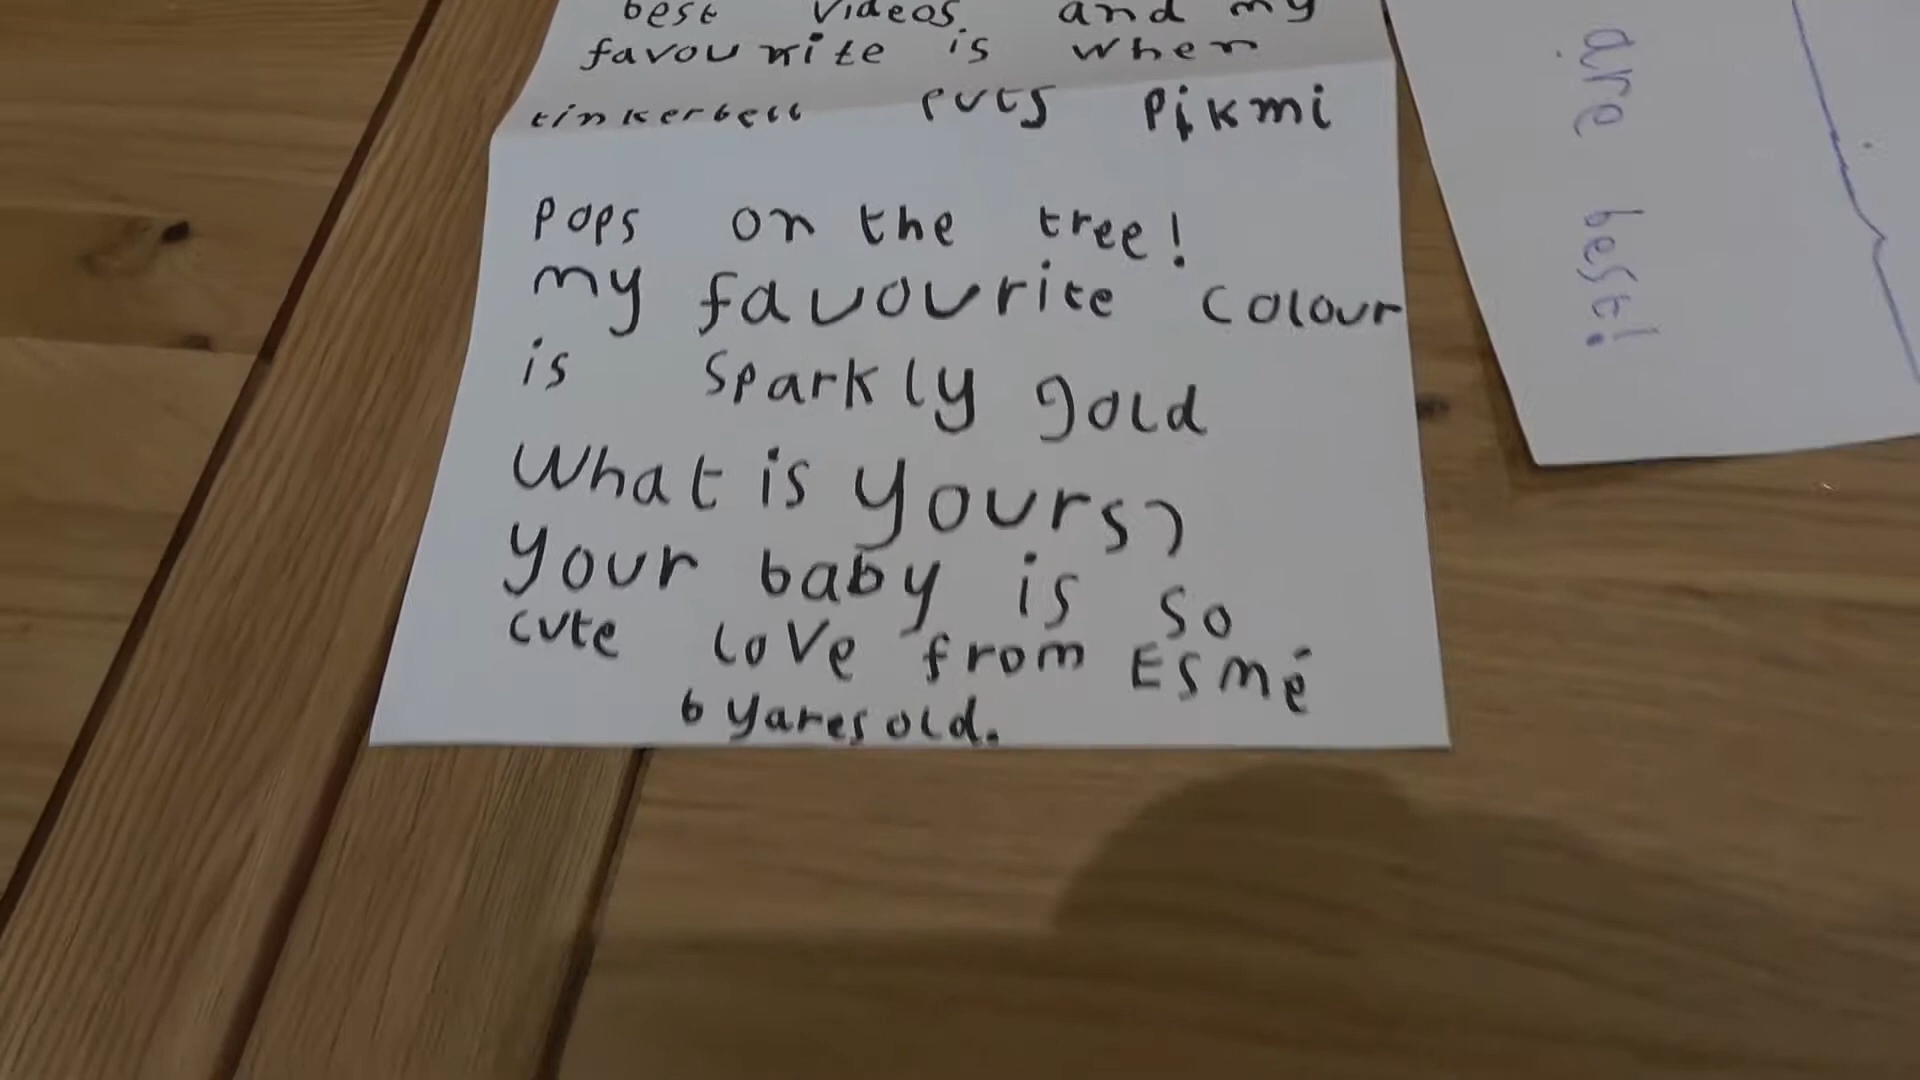 best videos and my
favourite is when
tinkerbell puts Pikmi
pops on the tree!
my favourite colour
is sparkly gold
What is yours?
your baby is so
cute love from Esmé
6 yares old.
are best!